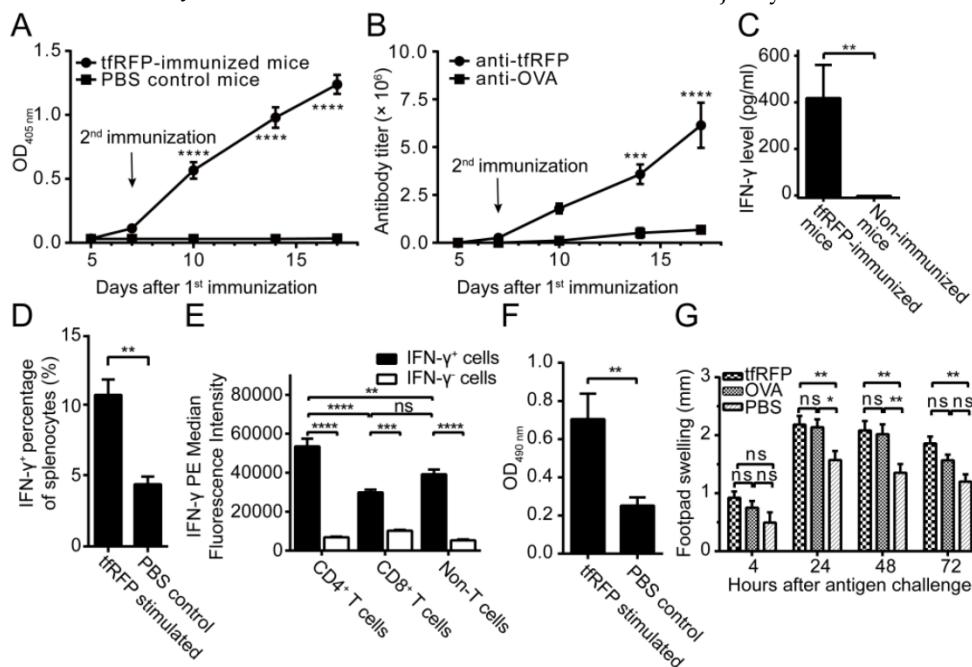 A
tfRFP-immunized mice
PBS control mice
2nd immunization
****
****
****
OD405 nm
1.5
1.0
0.5
0.0
5 10 15
Days after 1st immunization
B
anti-tfRFP
anti-OVA
2nd immunization
***
****
Antibody titer (× 10⁶)
10.0
7.5
5.0
2.5
0.0
5 10 15
Days after 1st immunization
C
**
IFN-γ level (pg/ml)
600
400
200
0
tfRFP-immunized mice
Non-immunized mice
D
**
IFN-γ+ percentage
of splenocytes (%)
15
10
5
0
tfRFP stimulated
PBS control
E
IFN-γ+ cells
IFN-γ- cells
**
**** ns
**** *** ****
IFN-γ PE Median
Fluorescence Intensity
80000
60000
40000
20000
0
CD4+ T cells
CD8+ T cells
Non-T cells
F
**
OD490 nm
1.0
0.8
0.6
0.4
0.2
0.0
tfRFP stimulated
PBS control
G
tfRFP
OVA
PBS
ns
ns ns
**
ns *
**
ns **
**
ns ns
Footpad swelling (mm)
3
2
1
0
4 24 48 72
Hours after antigen challenge